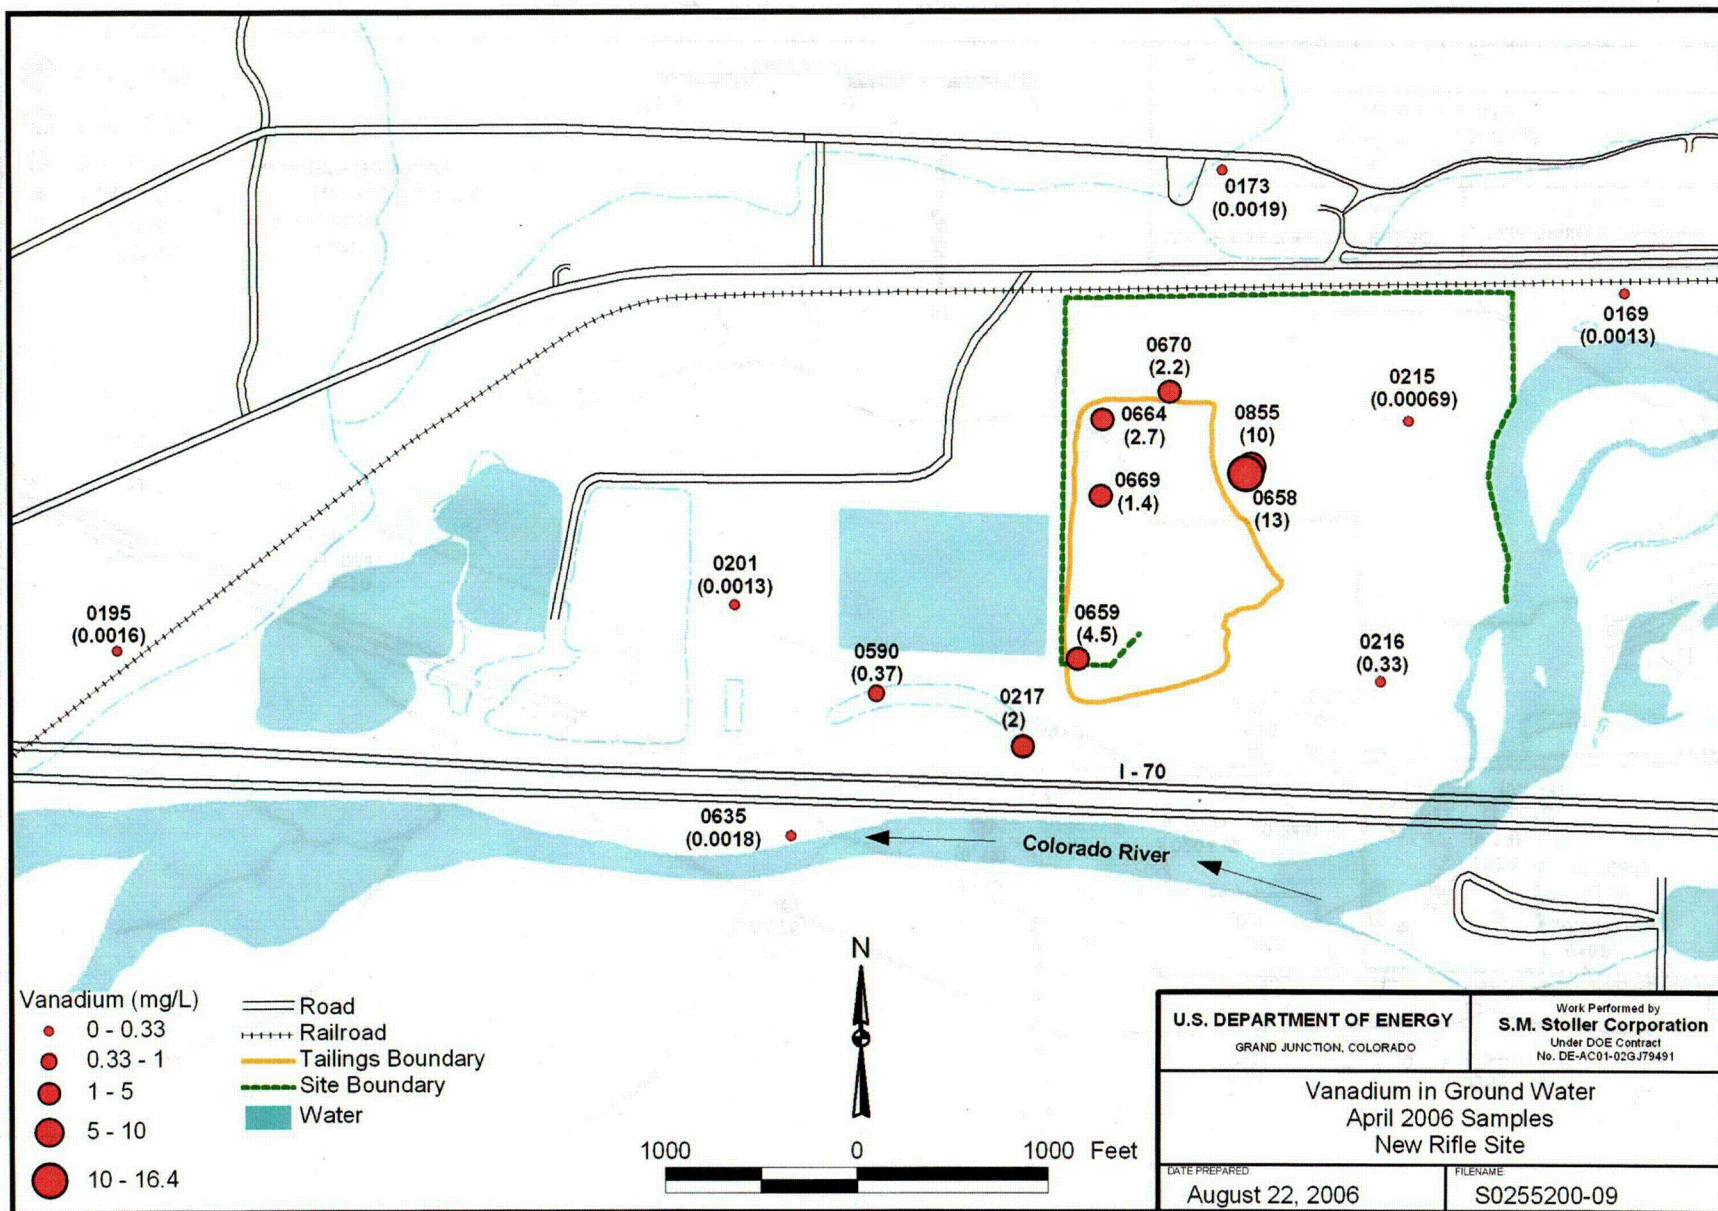 0173
(0.0019)
0169
(0.0013)
0670
(2.2)
0215
(0.00069)
0664
(2.7)
0855
(10)
0669
(1.4)
0658
(13)
0201
(0.0013)
0195
(0.0016)
0659
(4.5)
0590
(0.37)
0216
(0.33)
0217
(2)
I - 70
0635
(0.0018)
Colorado River
N
Vanadium (mg/L)
0 - 0.33
0.33 - 1
1 - 5
5 - 10
10 - 16.4
Road
Railroad
Tailings Boundary
Site Boundary
Water
1000 0 1000 Feet
U.S. DEPARTMENT OF ENERGY
GRAND JUNCTION, COLORADO
Work Performed by
S.M. Stoller Corporation
Under DOE Contract
No. DE-AC01-02GJ79491
Vanadium in Ground Water
April 2006 Samples
New Rifle Site
DATE PREPARED
August 22, 2006
FILENAME
S0255200-09